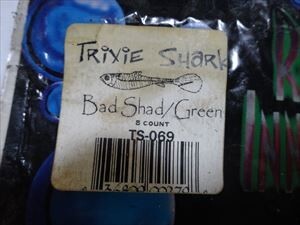 TRIXIE SHARK
Bad Shad/Green
8 COUNT
TS-069